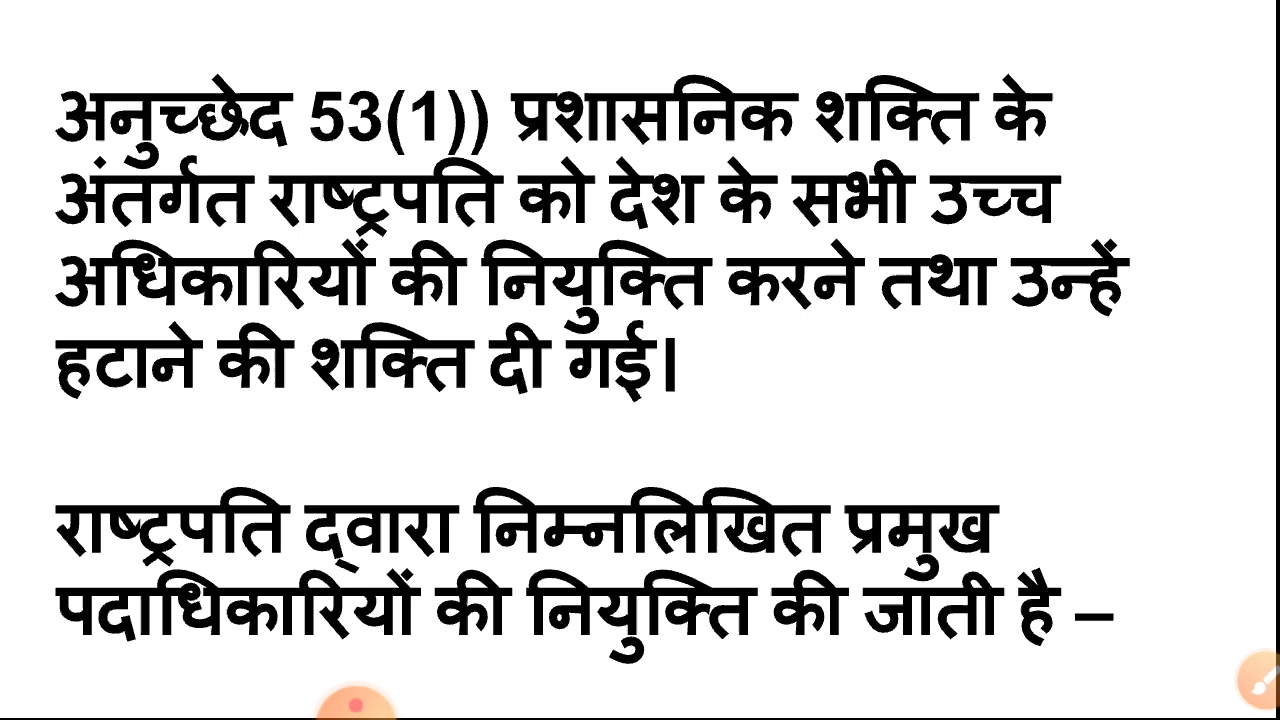 अनुच्छेद 53(1)) प्रशासनिक शक्ति के
अंतर्गत राष्ट्रपति को देश के सभी उच्च
अधिकारियों की नियुक्ति करने तथा उन्हें
हटाने की शक्ति दी गई।
राष्ट्रपति द्वारा निम्नलिखित प्रमुख
पदाधिकारियों की नियुक्ति की जाती है –